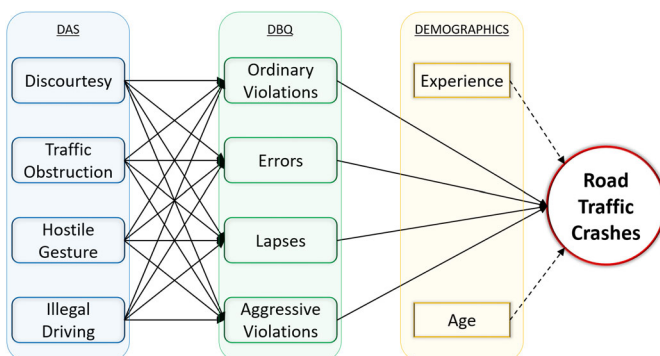 DAS
Discourtesy
Traffic
Obstruction
Hostile
Gesture
Illegal
Driving
DBQ
Ordinary
Violations
Errors
Lapses
Aggressive
Violations
DEMOGRAPHICS
Experience
Age
Road
Traffic
Crashes